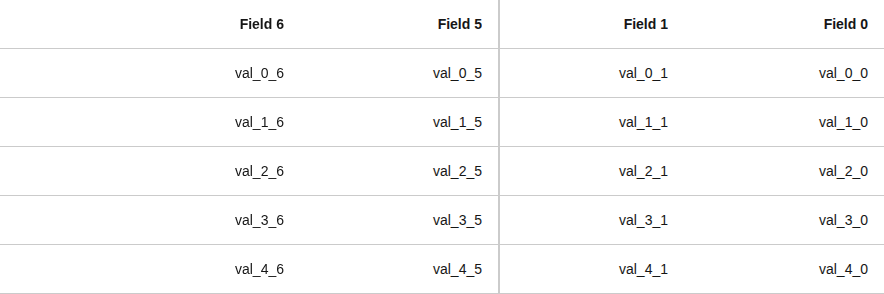 Field 6 Field 5 Field 1 Field 0
val_0_6 val_0_5 val_0_1 val_0_0
val_1_6 val_1_5 val_1_1 val_1_0
val_2_6 val_2_5 val_2_1 val_2_0
val_3_6 val_3_5 val_3_1 val_3_0
val_4_6 val_4_5 val_4_1 val_4_0